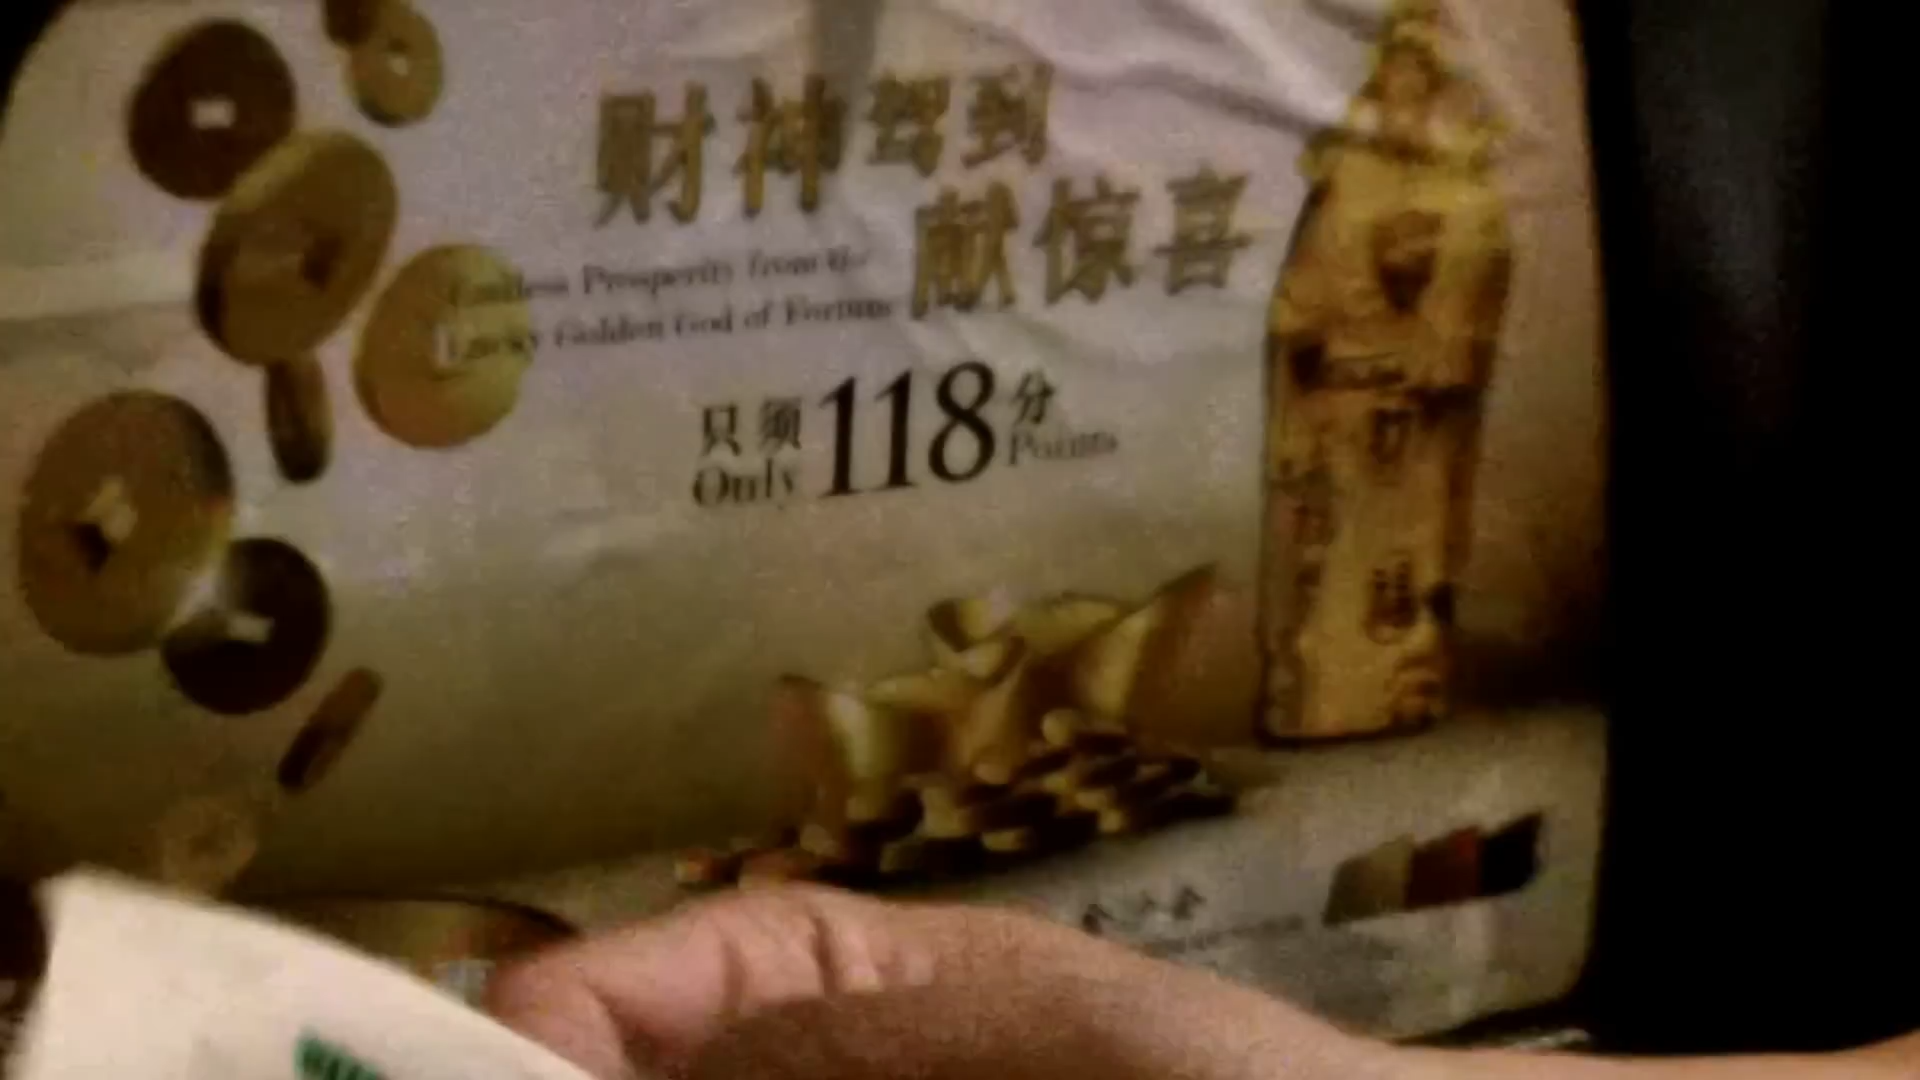 财神驾到
献惊喜
Endless Prosperity from the
Lucky Golden God of Fortune
只须 118 分
Only Points